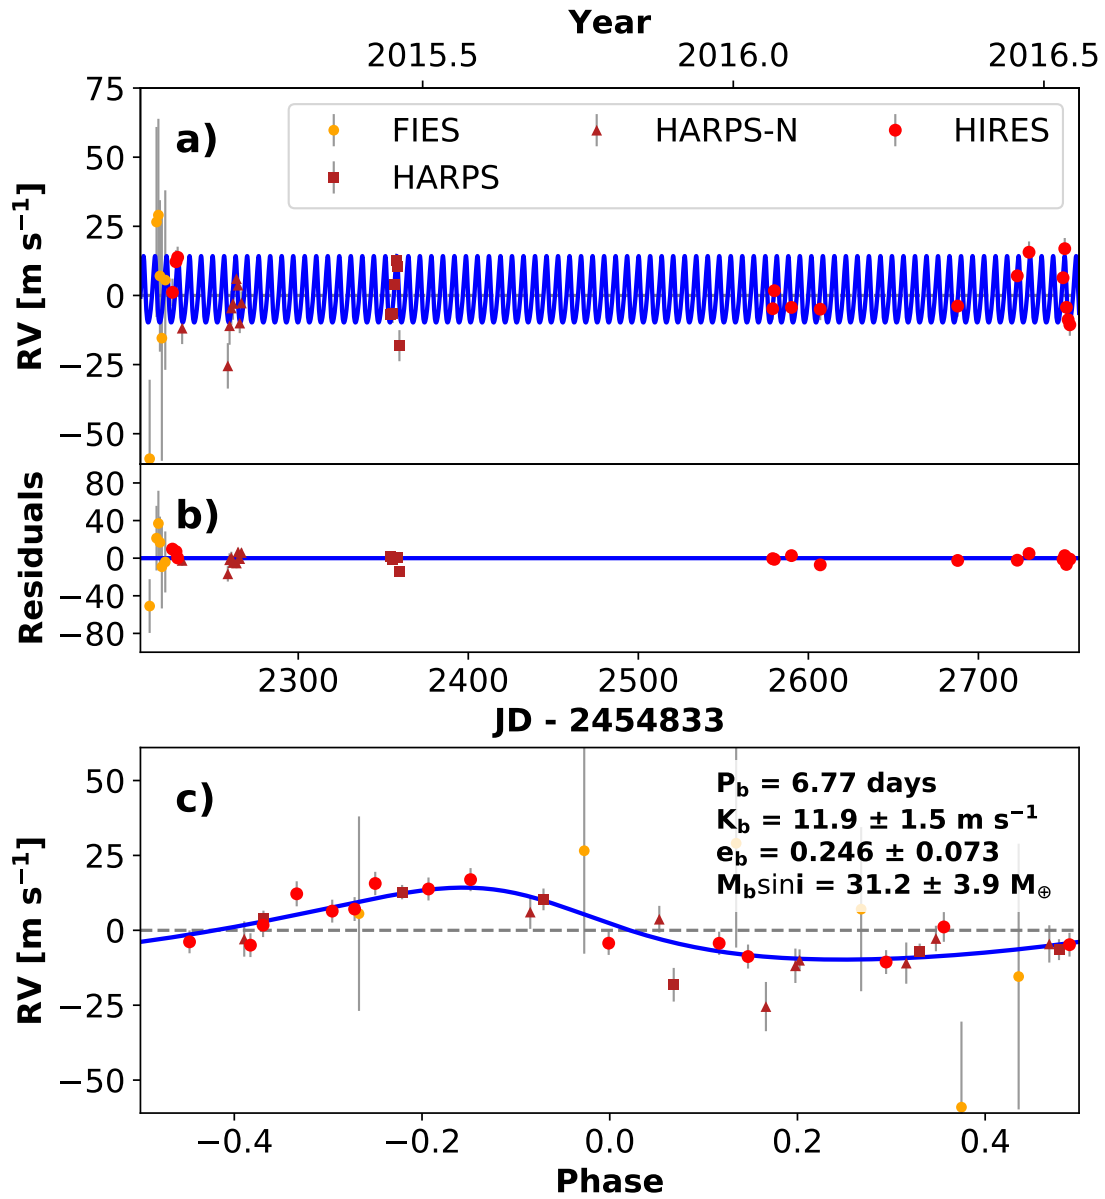 Year
2015.5 2016.0 2016.5
a)
FIES HARPS-N HIRES
HARPS
75
50
25
0
−25
−50
RV [m s⁻¹]
b)
80
40
0
−40
−80
Residuals
2300 2400 2500 2600 2700
JD - 2454833
c)
P_b = 6.77 days
K_b = 11.9 ± 1.5 m s⁻¹
e_b = 0.246 ± 0.073
M_bsini = 31.2 ± 3.9 M⊕
50
25
0
−25
−50
RV [m s⁻¹]
−0.4 −0.2 0.0 0.2 0.4
Phase